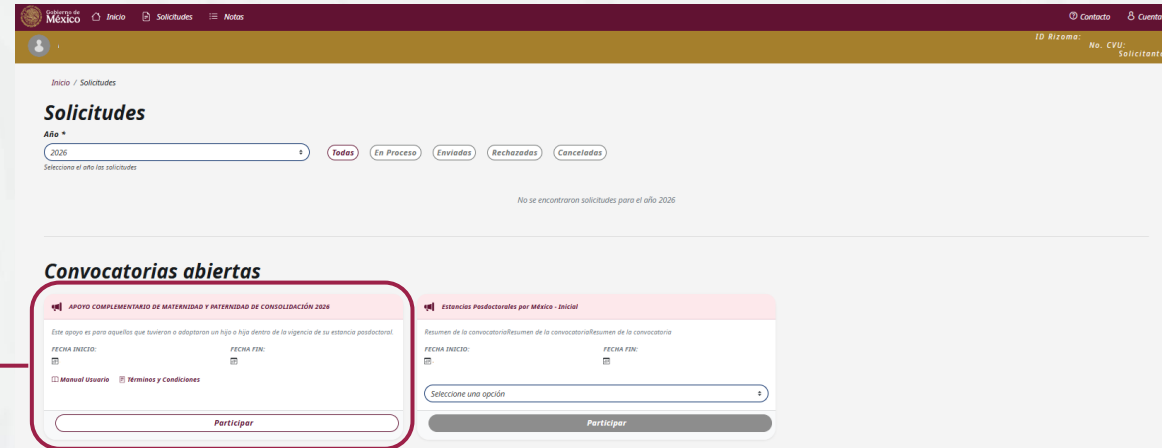 Gobierno de
México
Inicio
Solicitudes
Notas
Contacto
Cuenta
ID Rizoma:
No. CVU:
Solicitante
Inicio / Solicitudes
Solicitudes
Año *
2026
Todas
En Proceso
Enviadas
Rechazadas
Canceladas
Selecciona el año las solicitudes
No se encontraron solicitudes para el año 2026
Convocatorias abiertas
APOYO COMPLEMENTARIO DE MATERNIDAD Y PATERNIDAD DE CONSOLIDACIÓN 2026
Este apoyo es para aquellos que tuvieron o adoptaron un hijo o hija dentro de la vigencia de su estancia posdoctoral.
FECHA INICIO:
FECHA FIN:
Manual Usuario
Términos y Condiciones
Participar
Estancias Posdoctorales por México - Inicial
Resumen de la convocatoriaResumen de la convocatoriaResumen de la convocatoria
FECHA INICIO:
FECHA FIN:
Seleccione una opción
Participar